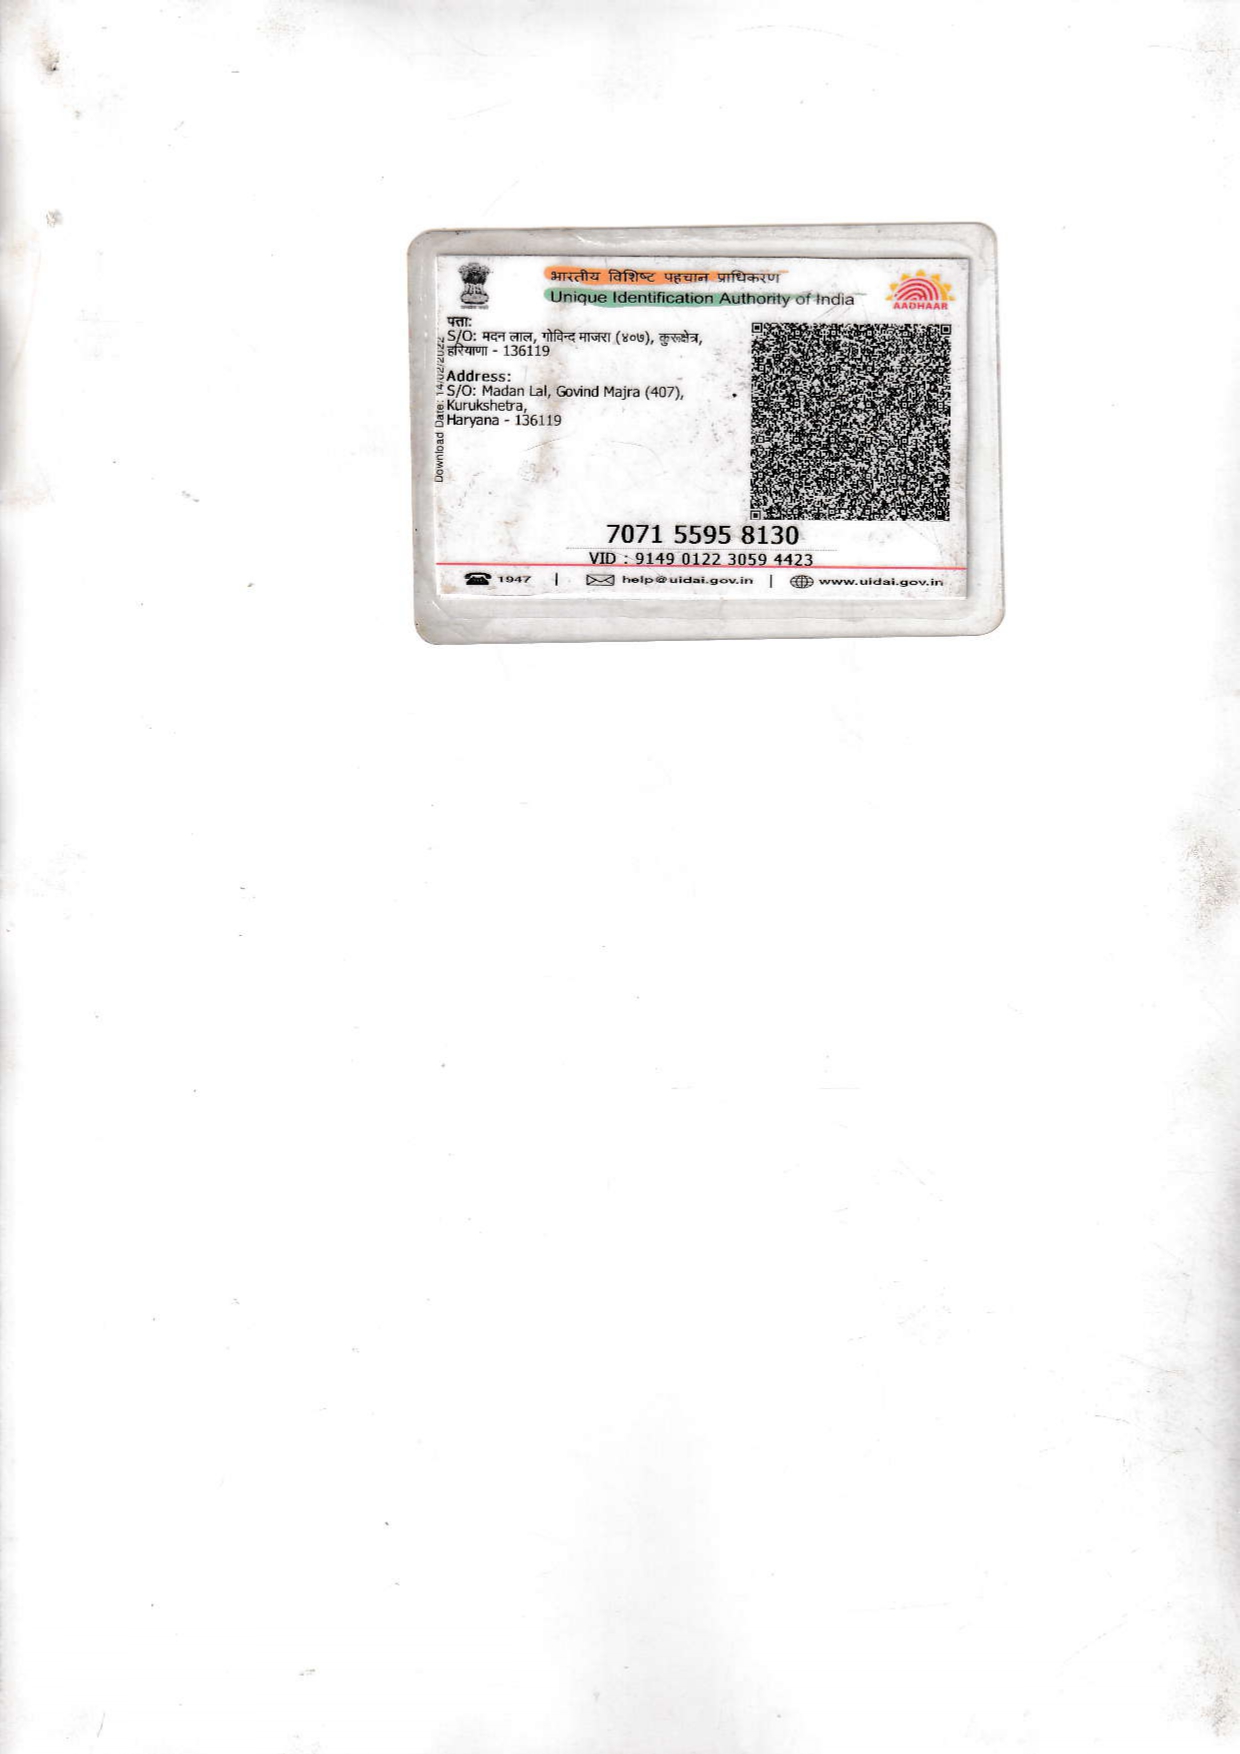 भारतीय विशिष्ट पहचान प्राधिकरण
Unique Identification Authority of India
AADHAAR
पता:
S/O: मदन लाल, गोविन्द माजरा (४०७), कुरूक्षेत्र,
हरियाणा - 136119
Address:
S/O: Madan Lal, Govind Majra (407),
Kurukshetra,
Haryana - 136119
Download Date: 14/02/2022
7071 5595 8130
VID : 9149 0122 3059 4423
1947 | help@uidai.gov.in | www.uidai.gov.in